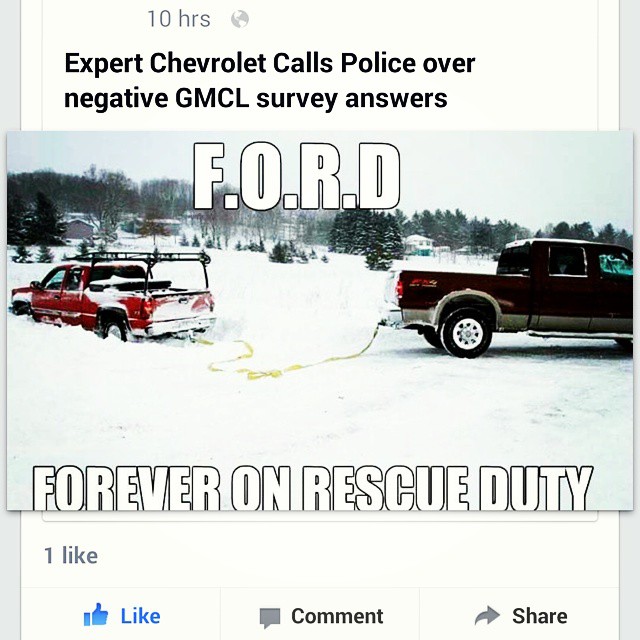 10 hrs
Expert Chevrolet Calls Police over
negative GMCL survey answers
F.O.R.D
FOREVER ON RESCUE DUTY
1 like
Like
Comment
Share